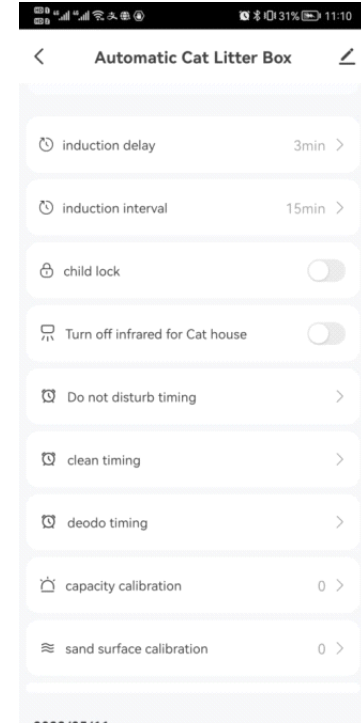 31% 11:10
Automatic Cat Litter Box
induction delay 3min
induction interval 15min
child lock
Turn off infrared for Cat house
Do not disturb timing
clean timing
deodo timing
capacity calibration 0
sand surface calibration 0